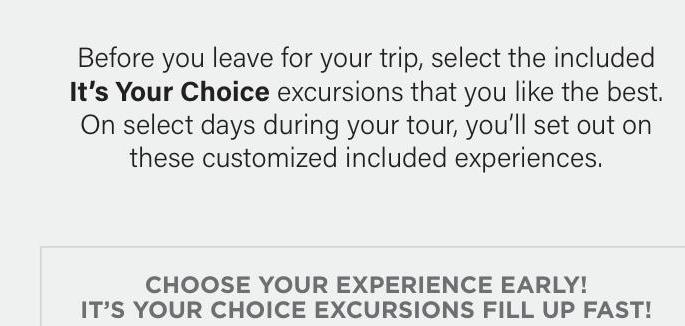 Before you leave for your trip, select the included
It’s Your Choice excursions that you like the best.
On select days during your tour, you’ll set out on
these customized included experiences.
CHOOSE YOUR EXPERIENCE EARLY!
IT’S YOUR CHOICE EXCURSIONS FILL UP FAST!